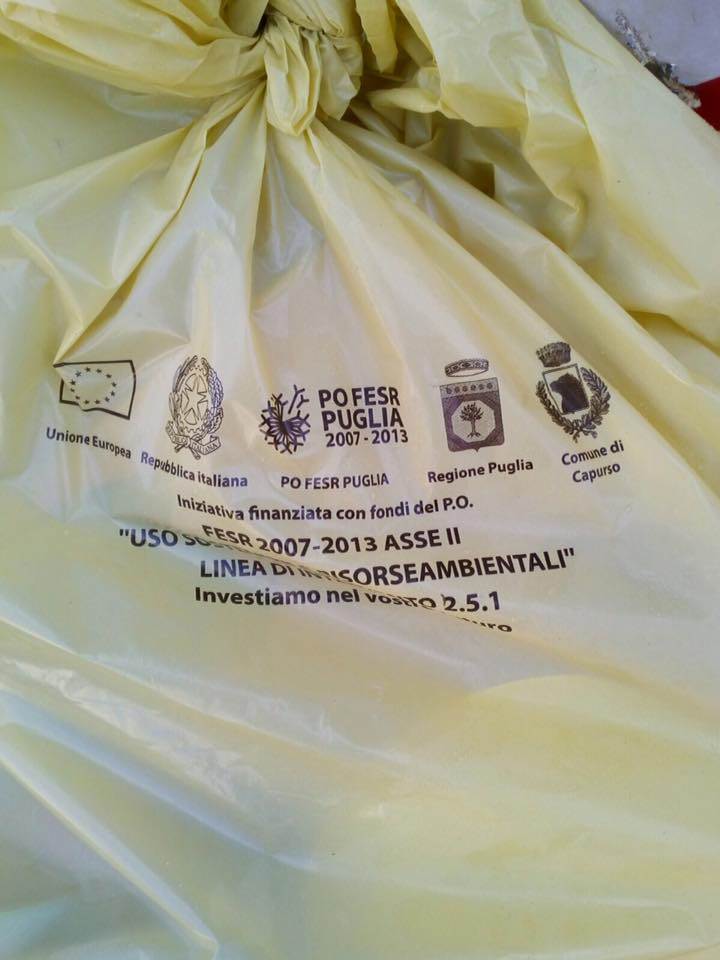 PO FESR
PUGLIA
2007-2013
Unione Europea
Repubblica italiana
PO FESR PUGLIA
Regione Puglia
Comune di
Capurso
Iniziativa finanziata con fondi del P.O.
FESR 2007-2013 ASSE II
"USO
RISORSEAMBIENTALI"
LINEA DI 2.5.1
Investiamo nel vostro